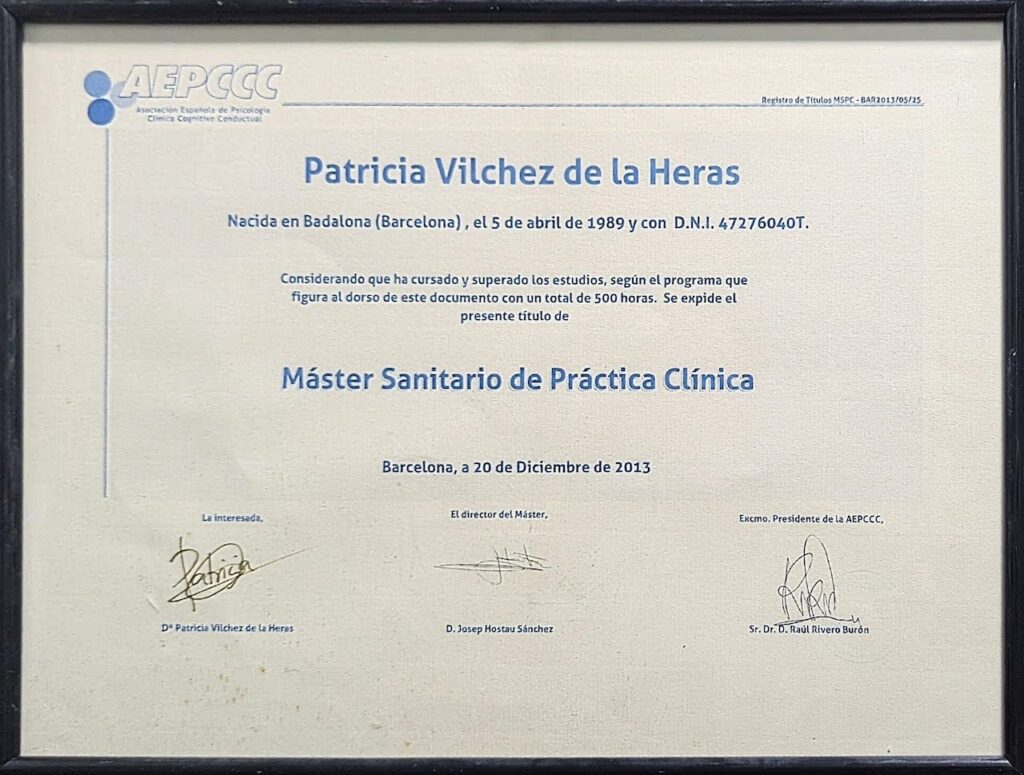 AEPCCC
Asociación Española de Psicología
Clínica Cognitivo Conductual
Registro de Títulos MSPC - BAR2013/05/25
Patricia Vilchez de la Heras
Nacida en Badalona (Barcelona) , el 5 de abril de 1989 y con D.N.I. 47276040T.
Considerando que ha cursado y superado los estudios, según el programa que
figura al dorso de este documento con un total de 500 horas. Se expide el
presente título de
Máster Sanitario de Práctica Clínica
Barcelona, a 20 de Diciembre de 2013
La interesada,
El director del Máster,
Excmo. Presidente de la AEPCCC,
Patricia
Dª Patricia Vilchez de la Heras
D. Josep Hostau Sánchez
Sr. Dr. D. Raúl Rivero Burón